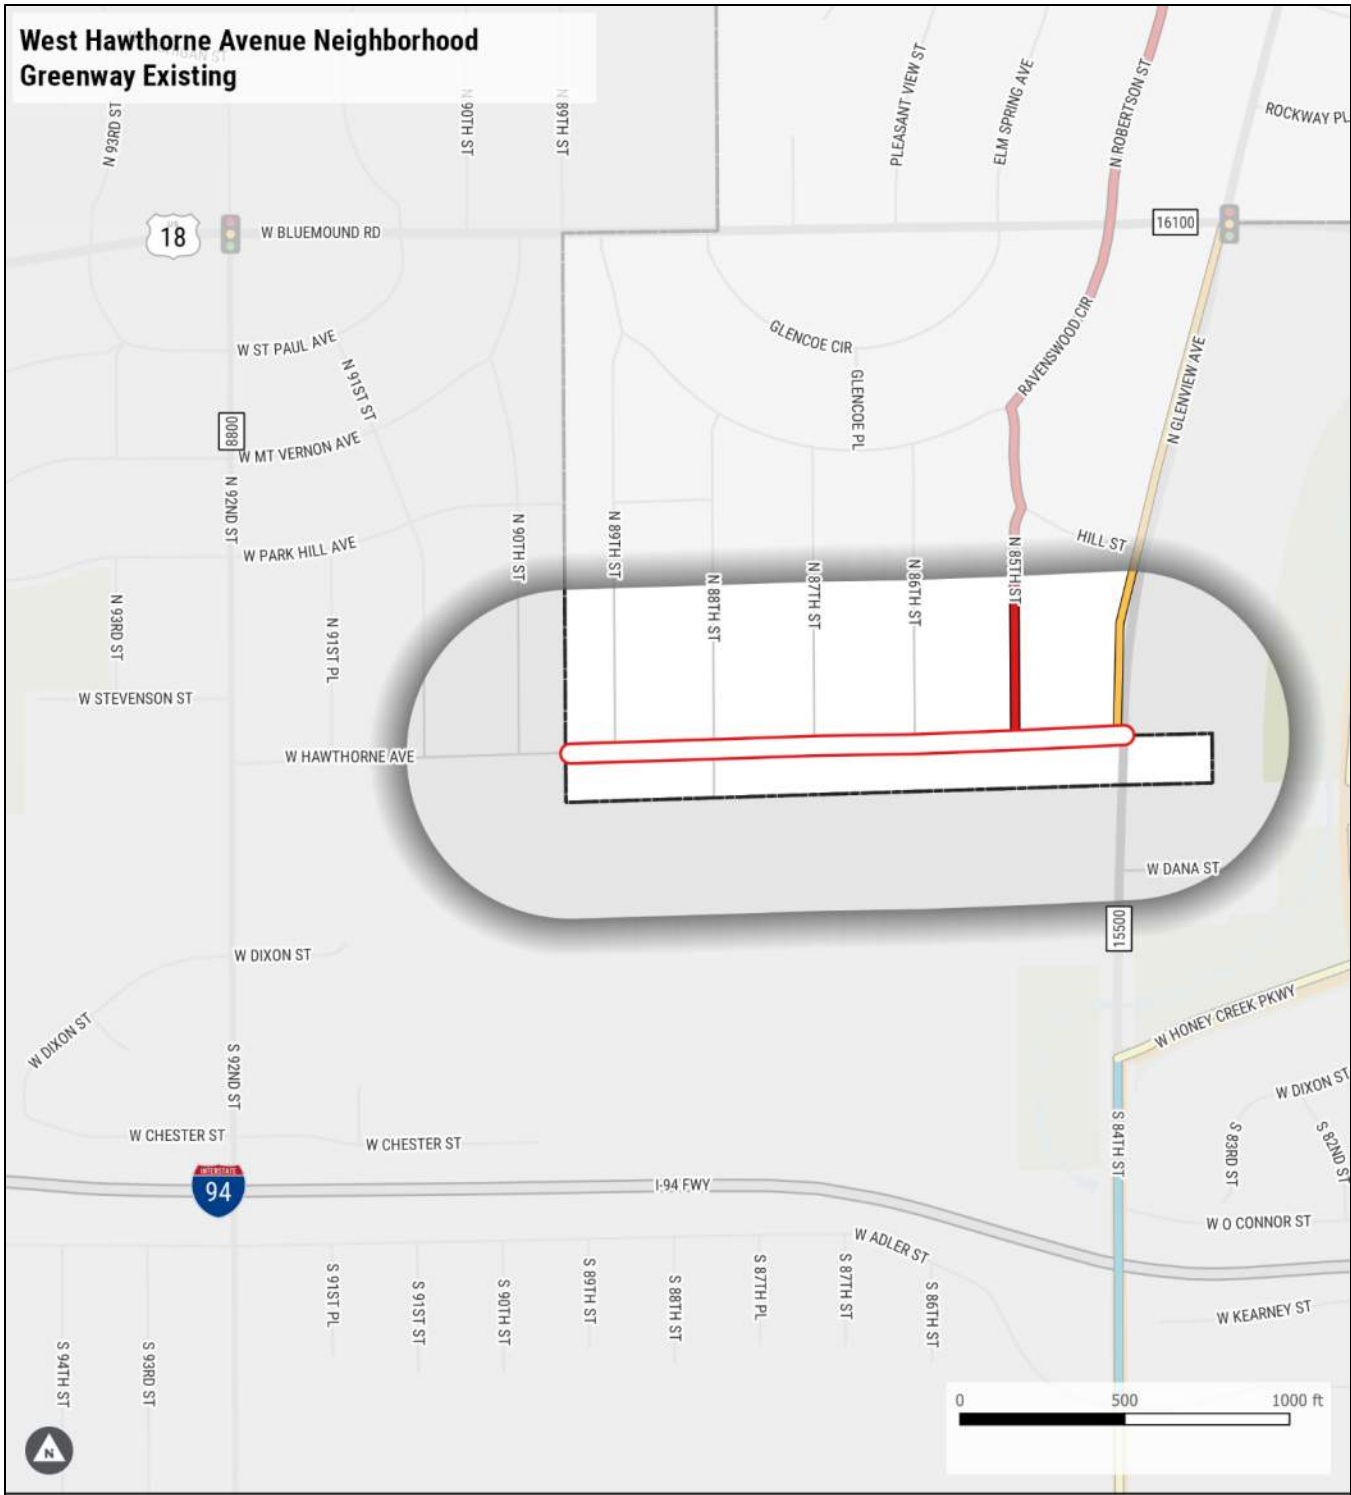 West Hawthorne Avenue Neighborhood
Greenway Existing
N 93RD ST
N 90TH ST
N 89TH ST
PLEASANT VIEW ST
ELM SPRING AVE
N ROBERTSON ST
ROCKWAY PL
US
18
W BLUEMOUND RD
16100
W ST PAUL AVE
N 91ST ST
GLENCOE CIR
GLENCOE PL
RAVENSWOOD CIR
N GLENVIEW AVE
8800
W MT VERNON AVE
N 92ND ST
W PARK HILL AVE
N 90TH ST
N 89TH ST
N 88TH ST
N 87TH ST
N 86TH ST
N 85TH ST
HILL ST
N 93RD ST
N 91ST PL
W STEVENSON ST
W HAWTHORNE AVE
W DANA ST
15500
W DIXON ST
W DIXON ST
S 92ND ST
W HONEY CREEK PKWY
W DIXON ST
W CHESTER ST
W CHESTER ST
S 84TH ST
S 83RD ST
S 82ND ST
INTERSTATE
94
I-94 FWY
W O CONNOR ST
W ADLER ST
S 91ST PL
S 91ST ST
S 90TH ST
S 89TH ST
S 88TH ST
S 87TH PL
S 87TH ST
S 86TH ST
W KEARNEY ST
S 94TH ST
S 93RD ST
0 500 1000 ft
N